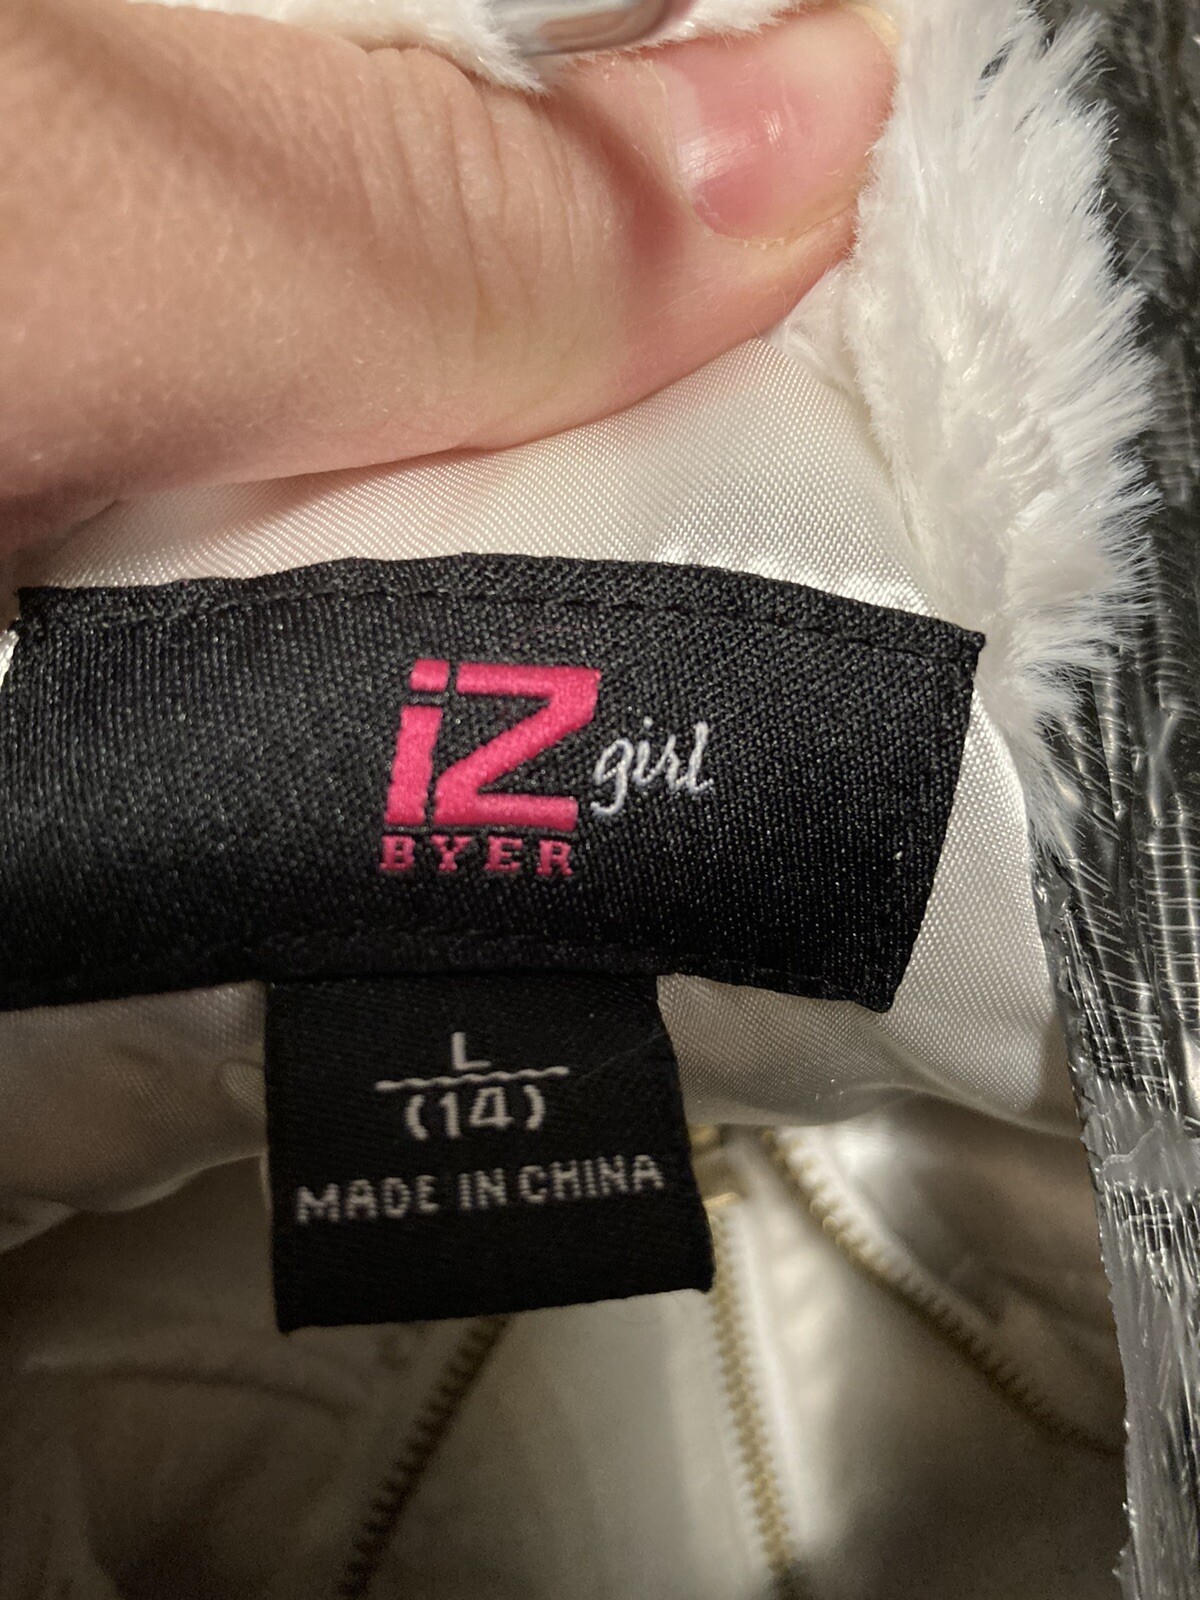 iZ girl
BYER
L
(14)
MADE IN CHINA